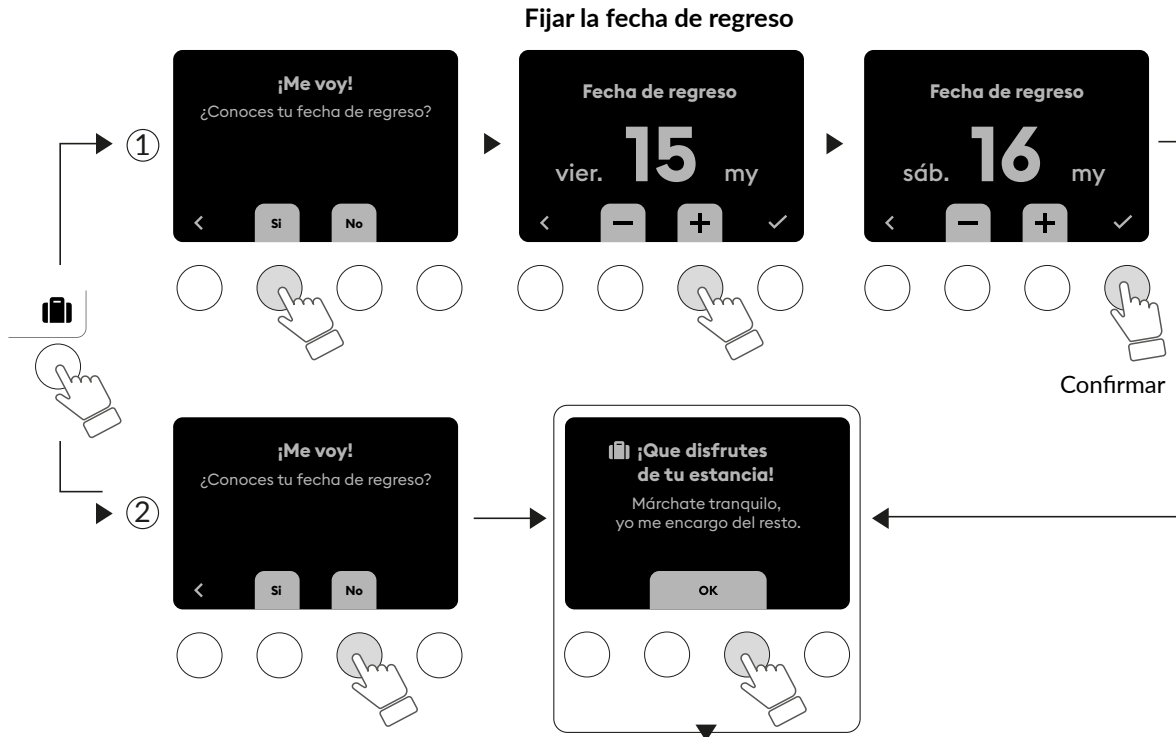 Fijar la fecha de regreso
¡Me voy!
¿Conoces tu fecha de regreso?
Si No
Fecha de regreso
vier. 15 my
Fecha de regreso
sáb. 16 my
1
Confirmar
¡Me voy!
¿Conoces tu fecha de regreso?
Si No
2
¡Que disfrutes
de tu estancia!
Márchate tranquilo,
yo me encargo del resto.
OK